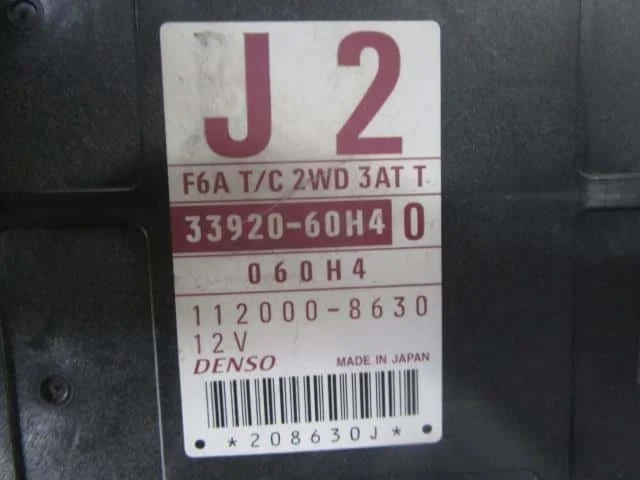 J 2
F6A T/C 2WD 3AT T
33920-60H4 0
060H4
112000-8630
12V
DENSO MADE IN JAPAN
*208630J*